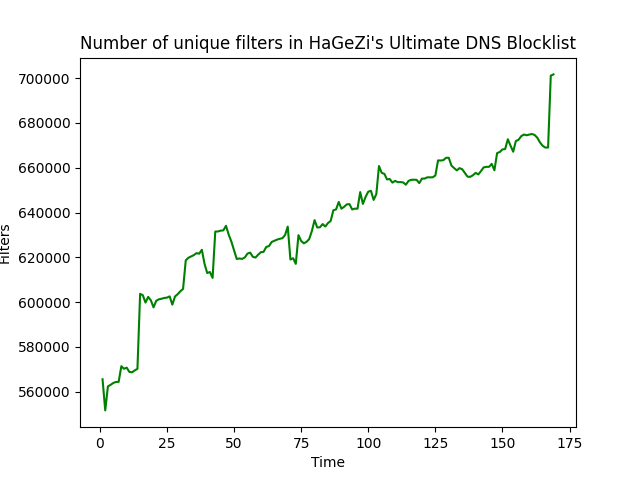 Number of unique filters in HaGeZi's Ultimate DNS Blocklist
700000
680000
660000
640000
620000
600000
580000
560000
Filters
0 25 50 75 100 125 150 175
Time